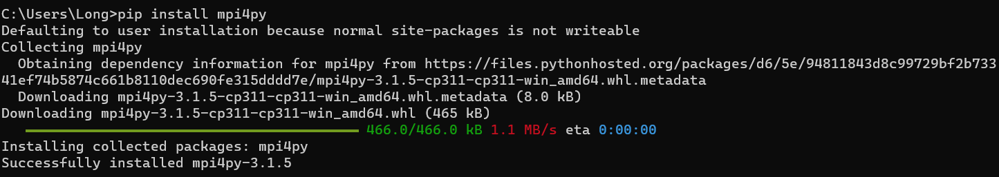 C:\Users\Long>pip install mpi4py
Defaulting to user installation because normal site-packages is not writeable
Collecting mpi4py
  Obtaining dependency information for mpi4py from https://files.pythonhosted.org/packages/d6/5e/94811843d8c99729bf2b733
41ef74b5874c661b8110dec690fe315dddd7e/mpi4py-3.1.5-cp311-cp311-win_amd64.whl.metadata
  Downloading mpi4py-3.1.5-cp311-cp311-win_amd64.whl.metadata (8.0 kB)
Downloading mpi4py-3.1.5-cp311-cp311-win_amd64.whl (465 kB)
466.0/466.0 kB 1.1 MB/s eta 0:00:00
Installing collected packages: mpi4py
Successfully installed mpi4py-3.1.5